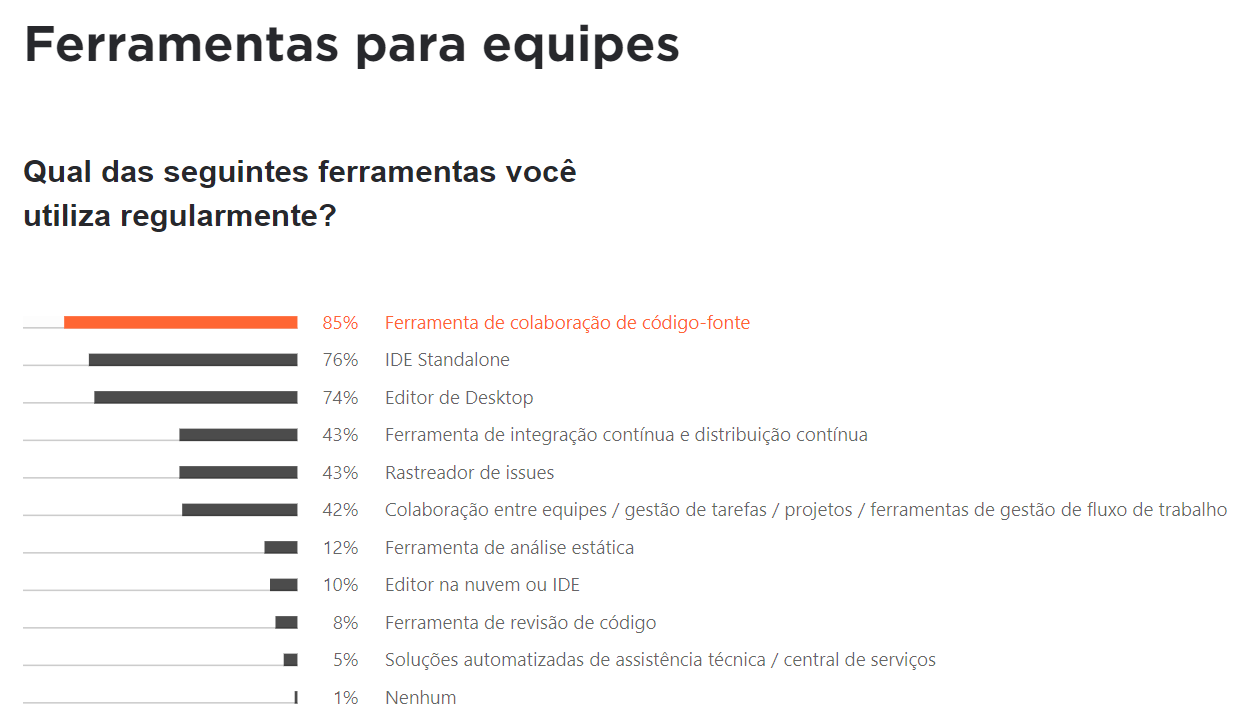 Ferramentas para equipes
Qual das seguintes ferramentas você
utiliza regularmente?
85% Ferramenta de colaboração de código-fonte
76% IDE Standalone
74% Editor de Desktop
43% Ferramenta de integração contínua e distribuição contínua
43% Rastreador de issues
42% Colaboração entre equipes / gestão de tarefas / projetos / ferramentas de gestão de fluxo de trabalho
12% Ferramenta de análise estática
10% Editor na nuvem ou IDE
8% Ferramenta de revisão de código
5% Soluções automatizadas de assistência técnica / central de serviços
1% Nenhum